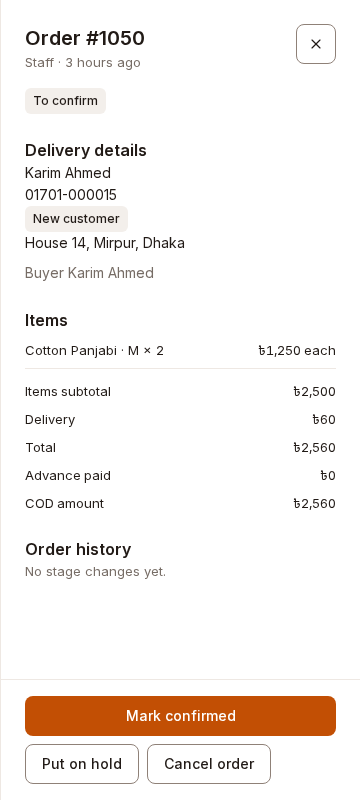 Order #1050
Staff · 3 hours ago
To confirm
Delivery details
Karim Ahmed
01701-000015
New customer
House 14, Mirpur, Dhaka
Buyer Karim Ahmed
Items
Cotton Panjabi · M × 2 ৳1,250 each
Items subtotal ৳2,500
Delivery ৳60
Total ৳2,560
Advance paid ৳0
COD amount ৳2,560
Order history
No stage changes yet.
Mark confirmed
Put on hold Cancel order